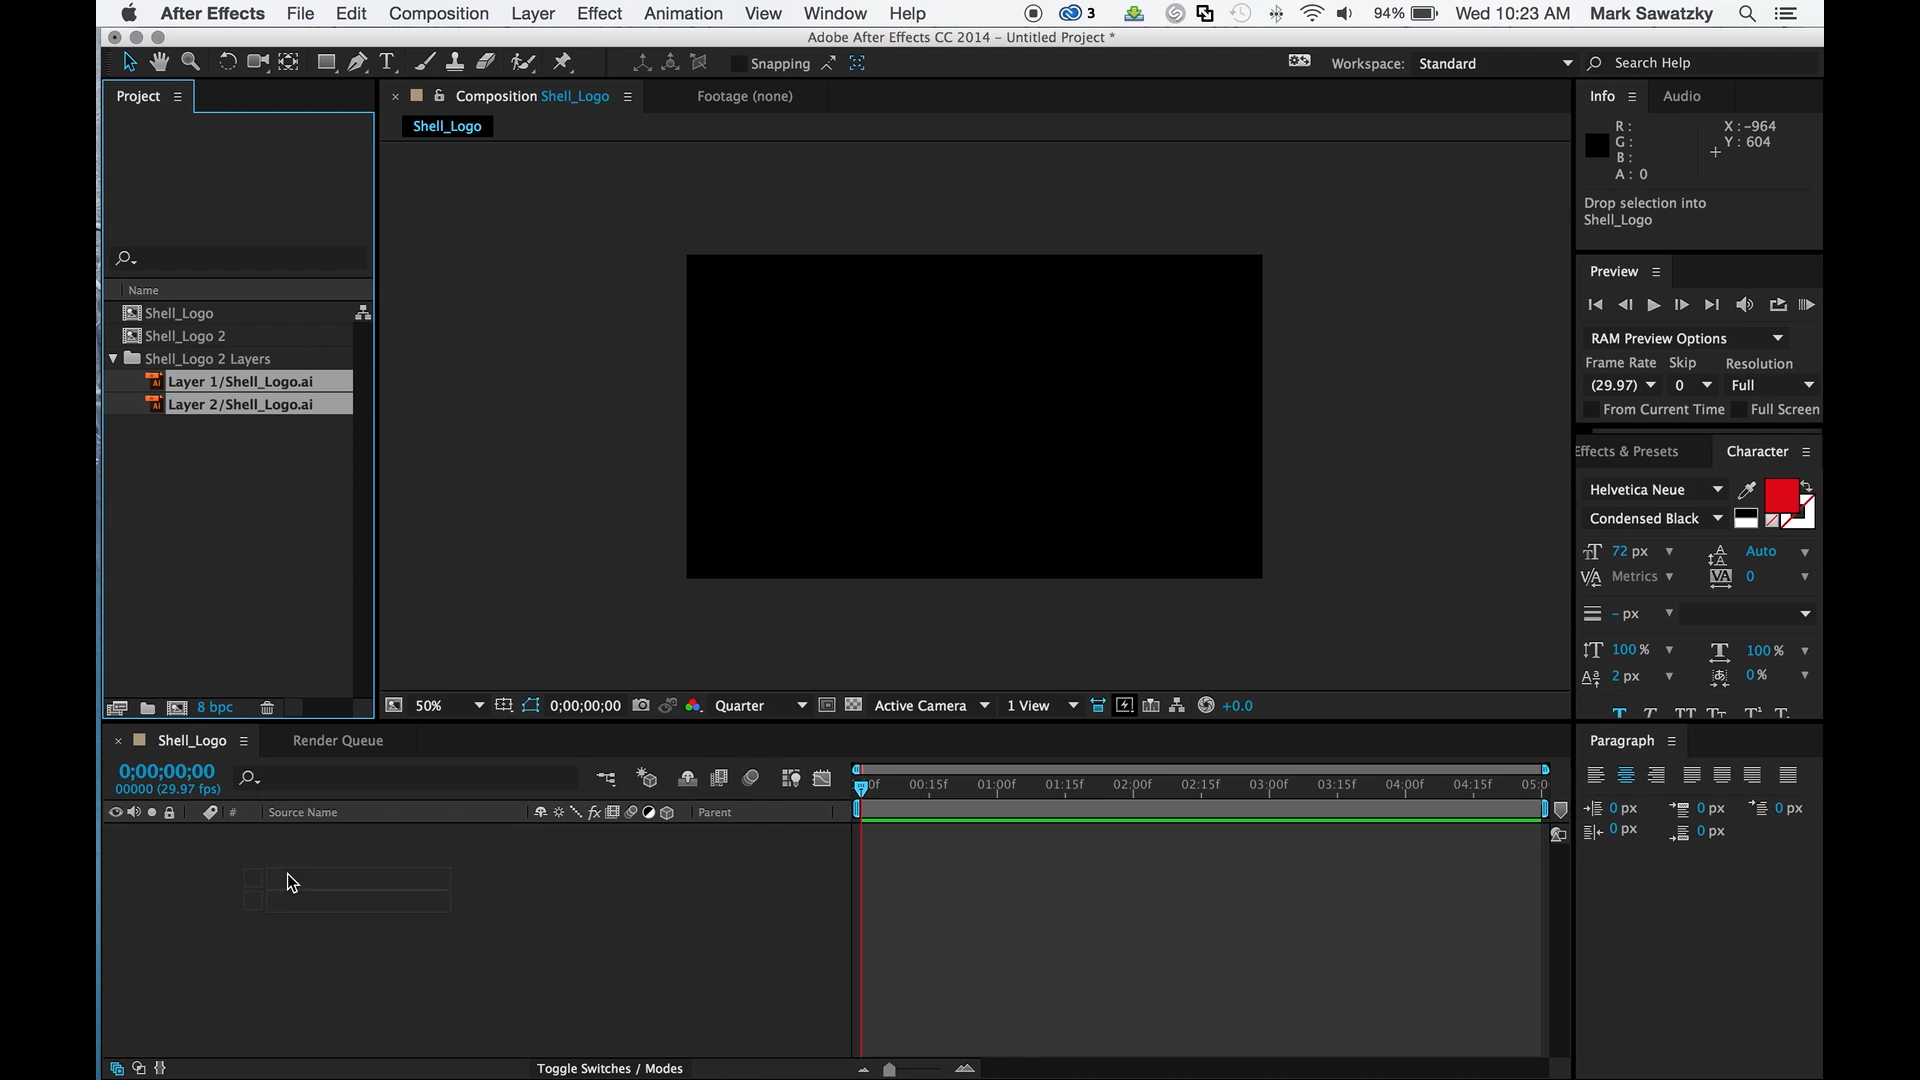 After Effects File Edit Composition Layer Effect Animation View Window Help 3 94% Wed 10:23 AM Mark Sawatzky
Adobe After Effects CC 2014 – Untitled Project *
Snapping Workspace: Standard Search Help
Project
Composition Shell_Logo
Footage (none)
Shell_Logo
Info
Audio
R :
G :
B :
A : 0
X : -964
Y : 604
Drop selection into
Shell_Logo
Name
Shell_Logo
Shell_Logo 2
Shell_Logo 2 Layers
Layer 1/Shell_Logo.ai
Layer 2/Shell_Logo.ai
8 bpc
50%
0;00;00;00
Quarter
Active Camera
1 View
+0.0
Preview
RAM Preview Options
Frame Rate Skip Resolution
(29.97) 0 Full
From Current Time Full Screen
Effects & Presets
Character
Helvetica Neue
Condensed Black
72 px Auto
Metrics 0
– px
100 % 100 %
2 px 0 %
Shell_Logo
Render Queue
0;00;00;00
00000 (29.97 fps)
# Source Name
Parent
00f 00:15f 01:00f 01:15f 02:00f 02:15f 03:00f 03:15f 04:00f 04:15f 05:0
Toggle Switches / Modes
Paragraph
0 px 0 px 0 px
0 px 0 px